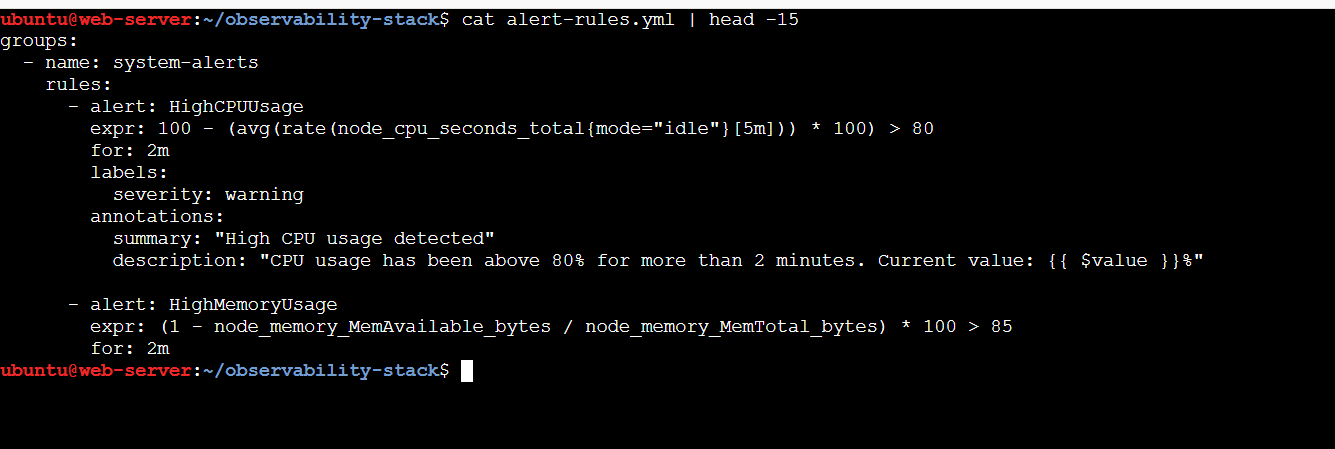 ubuntu@web-server:~/observability-stack$ cat alert-rules.yml | head -15
groups:
  - name: system-alerts
    rules:
      - alert: HighCPUUsage
        expr: 100 - (avg(rate(node_cpu_seconds_total{mode="idle"}[5m])) * 100) > 80
        for: 2m
        labels:
          severity: warning
        annotations:
          summary: "High CPU usage detected"
          description: "CPU usage has been above 80% for more than 2 minutes. Current value: {{ $value }}%"

      - alert: HighMemoryUsage
        expr: (1 - node_memory_MemAvailable_bytes / node_memory_MemTotal_bytes) * 100 > 85
        for: 2m
ubuntu@web-server:~/observability-stack$